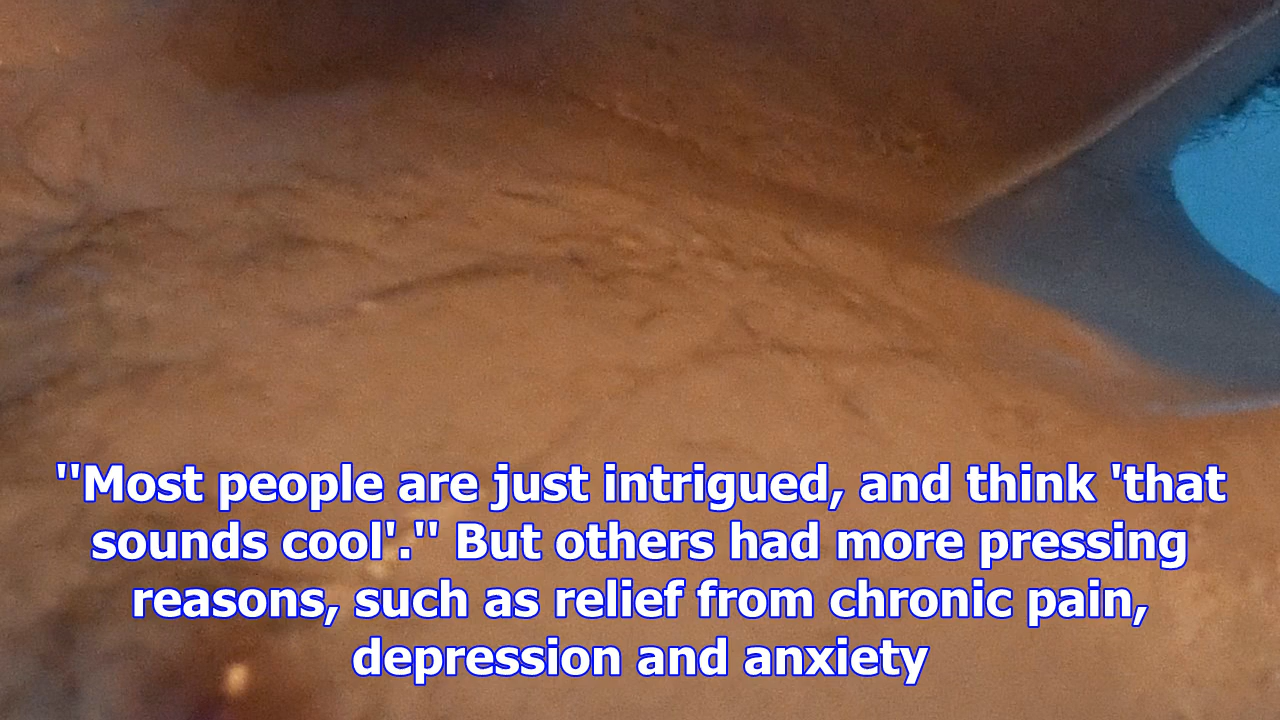 "Most people are just intrigued, and think 'that
sounds cool'." But others had more pressing
reasons, such as relief from chronic pain,
depression and anxiety